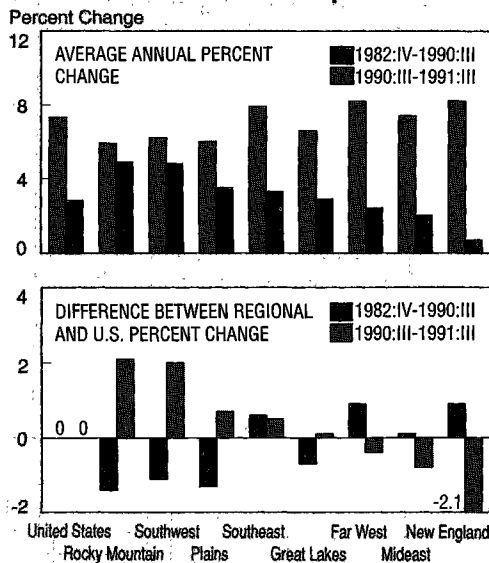 Percent Change
12
AVERAGE ANNUAL PERCENT
CHANGE
1982:IV-1990:III
1990:III-1991:III
8
4
0
4
DIFFERENCE BETWEEN REGIONAL
AND U.S. PERCENT CHANGE
1982:IV-1990:III
1990:III-1991:III
2
0 0
0
-2
-2.1
United States Southwest Southeast Far West New England
Rocky Mountain Plains Great Lakes Mideast